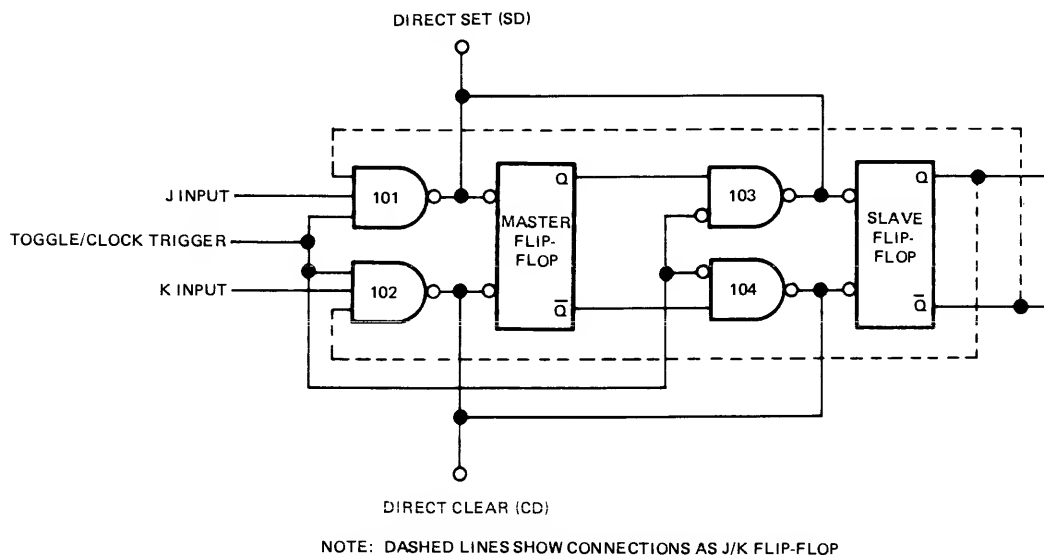 DIRECT SET (SD)
J INPUT
101
Q
103
Q
TOGGLE/CLOCK TRIGGER
MASTER
FLIP-
FLOP
SLAVE
FLIP-
FLOP
K INPUT
102
Q̅
104
Q̅
DIRECT CLEAR (CD)
NOTE: DASHED LINES SHOW CONNECTIONS AS J/K FLIP-FLOP